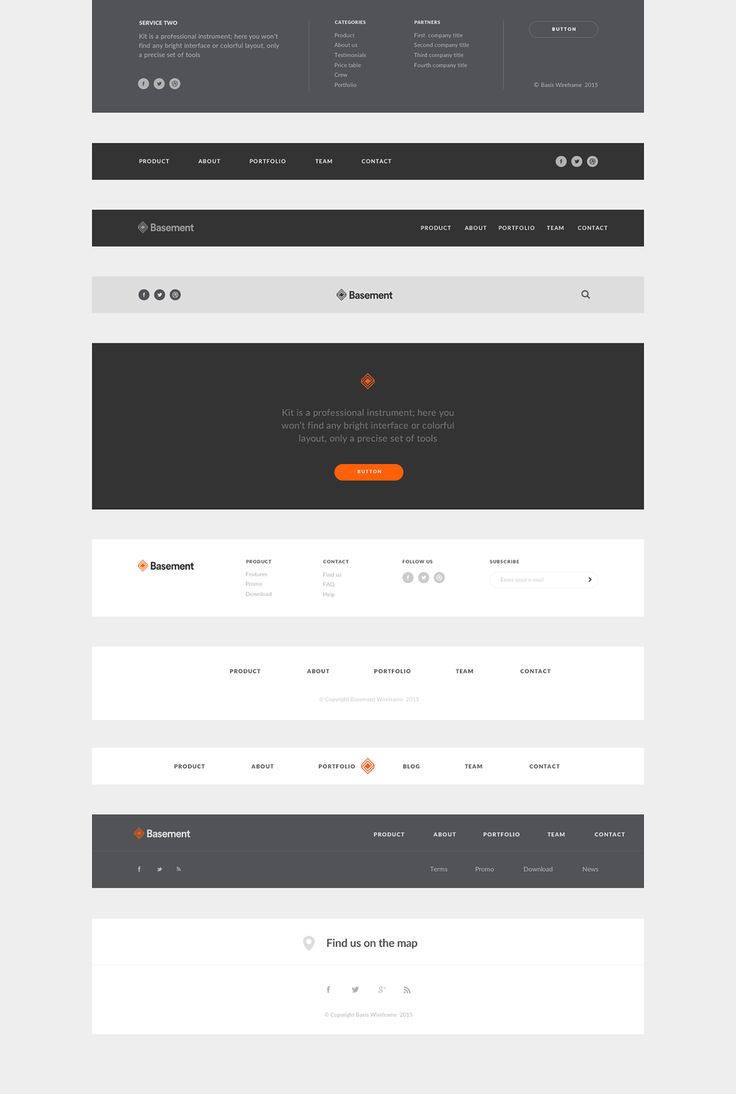 SERVICE TWO
Kit is a professional instrument; here you won't
find any bright interface or colorful layout, only
a precise set of tools
CATEGORIES
Product
About us
Testimonials
Price table
Crew
Portfolio
PARTNERS
First company title
Second company title
Third company title
Fourth company title
BUTTON
© Basis Wireframe 2015
PRODUCT ABOUT PORTFOLIO TEAM CONTACT
Basement PRODUCT ABOUT PORTFOLIO TEAM CONTACT
Basement
Kit is a professional instrument; here you
won't find any bright interface or colorful
layout, only a precise set of tools
BUTTON
Basement
PRODUCT
Features
Promo
Download
CONTACT
Find us
FAQ
Help
FOLLOW US
SUBSCRIBE
Enter your e-mail
PRODUCT ABOUT PORTFOLIO TEAM CONTACT
© Copyright Basement Wireframe 2015
PRODUCT ABOUT PORTFOLIO BLOG TEAM CONTACT
Basement PRODUCT ABOUT PORTFOLIO TEAM CONTACT
Terms Promo Download News
Find us on the map
© Copyright Basis Wireframe 2015